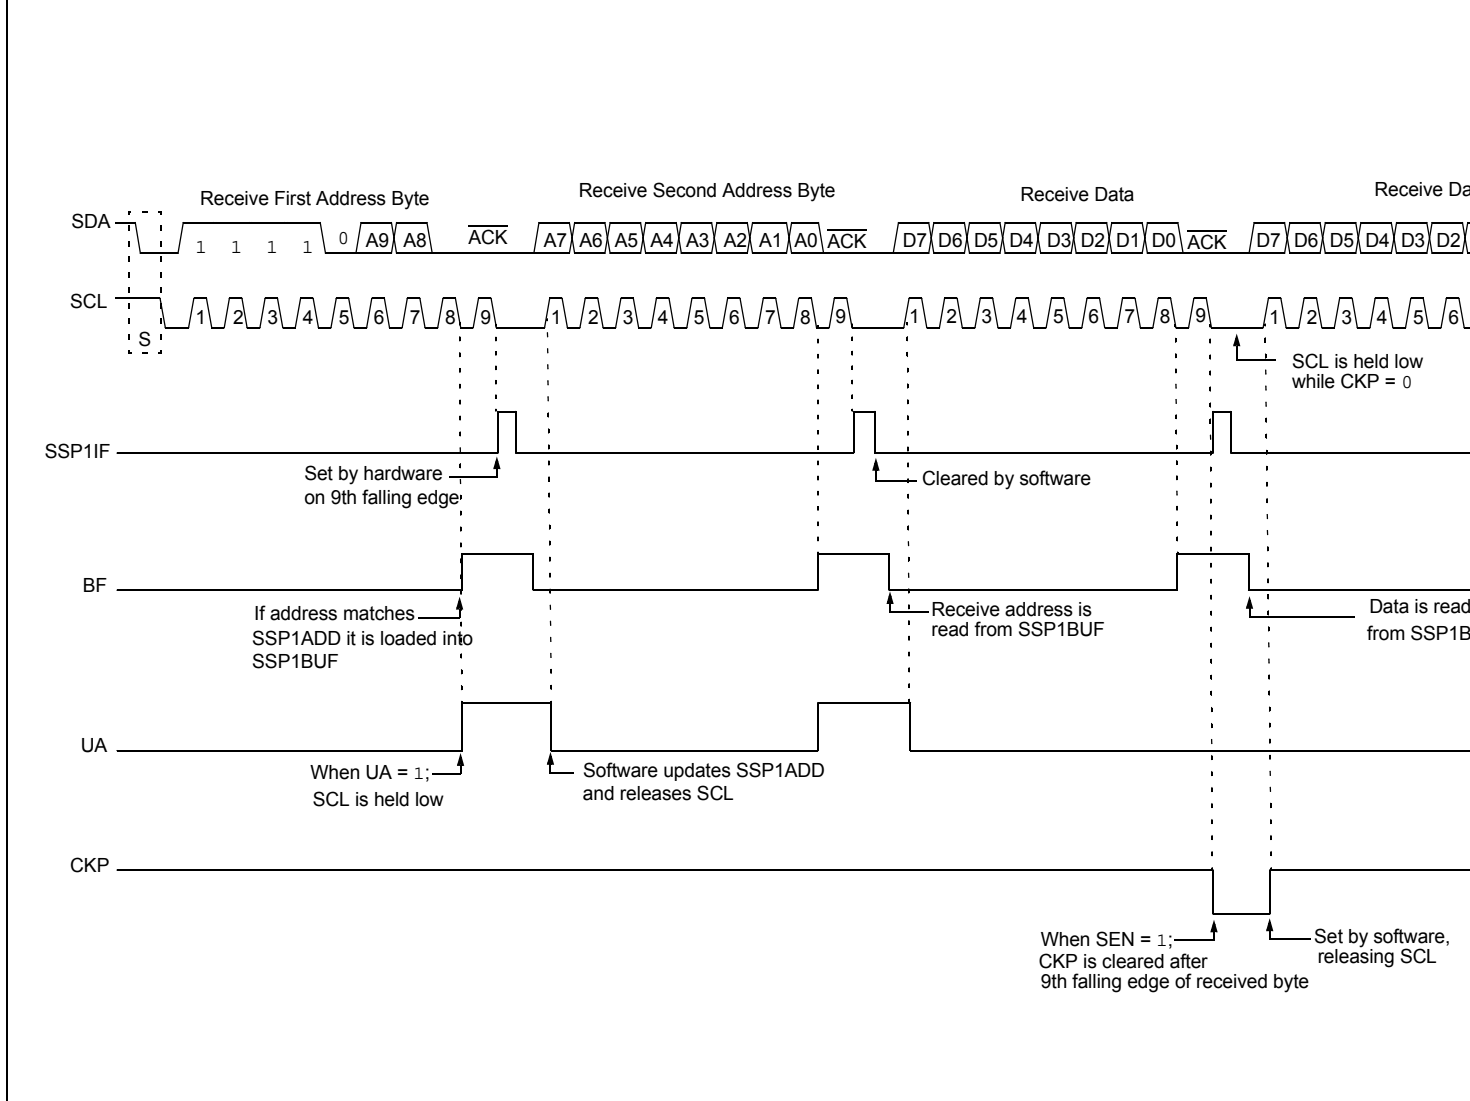 Receive First Address Byte
Receive Second Address Byte
Receive Data
Receive Da
SDA
1 1 1 1 0 A9 A8 ACK A7 A6 A5 A4 A3 A2 A1 A0 ACK D7 D6 D5 D4 D3 D2 D1 D0 ACK D7 D6 D5 D4 D3 D2
SCL
1 2 3 4 5 6 7 8 9 1 2 3 4 5 6 7 8 9 1 2 3 4 5 6 7 8 9 1 2 3 4 5 6
S
SCL is held low
while CKP = 0
SSP1IF
Set by hardware
on 9th falling edge
Cleared by software
BF
If address matches
SSP1ADD it is loaded into
SSP1BUF
Receive address is
read from SSP1BUF
Data is read
from SSP1B
UA
When UA = 1;
SCL is held low
Software updates SSP1ADD
and releases SCL
CKP
When SEN = 1;
CKP is cleared after
9th falling edge of received byte
Set by software,
releasing SCL